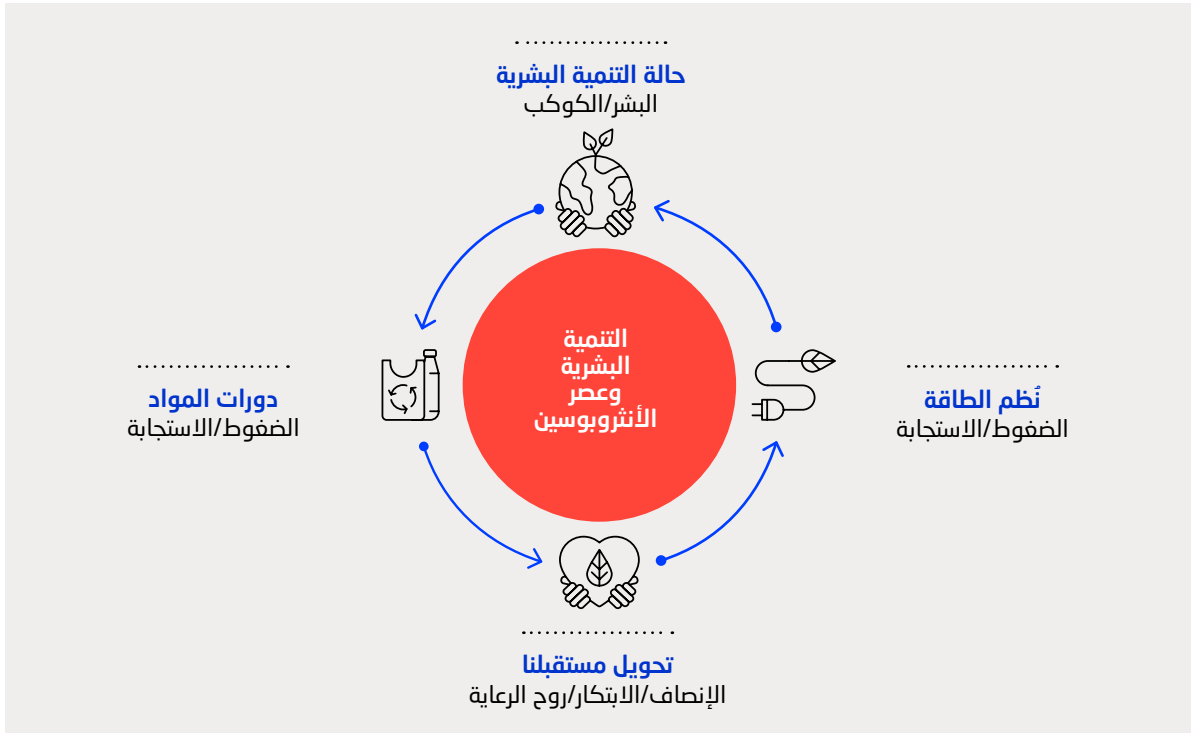 حالة التنمية البشرية
البشر/الكوكب
التنمية
البشرية
وعصر
الأنثروبوسين
نُظم الطاقة
الضغوط/الاستجابة
دورات المواد
الضغوط/الاستجابة
تحويل مستقبلنا
الإنصاف/الابتكار/روح الرعاية